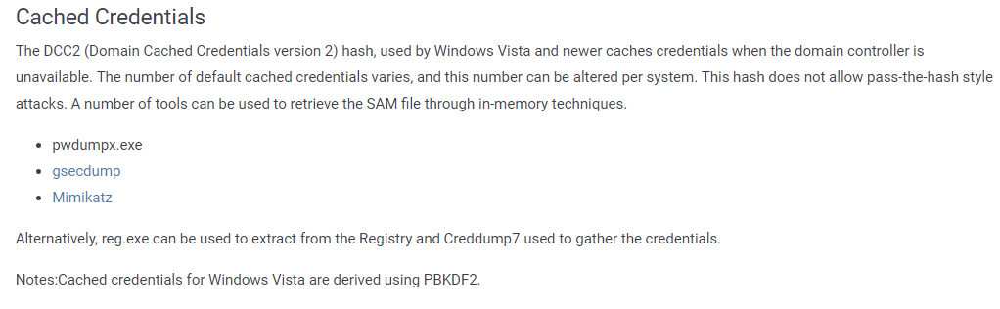 Cached Credentials
The DCC2 (Domain Cached Credentials version 2) hash, used by Windows Vista and newer caches credentials when the domain controller is
unavailable. The number of default cached credentials varies, and this number can be altered per system. This hash does not allow pass-the-hash style
attacks. A number of tools can be used to retrieve the SAM file through in-memory techniques.
• pwdumpx.exe
• gsecdump
• Mimikatz
Alternatively, reg.exe can be used to extract from the Registry and Creddump7 used to gather the credentials.
Notes:Cached credentials for Windows Vista are derived using PBKDF2.